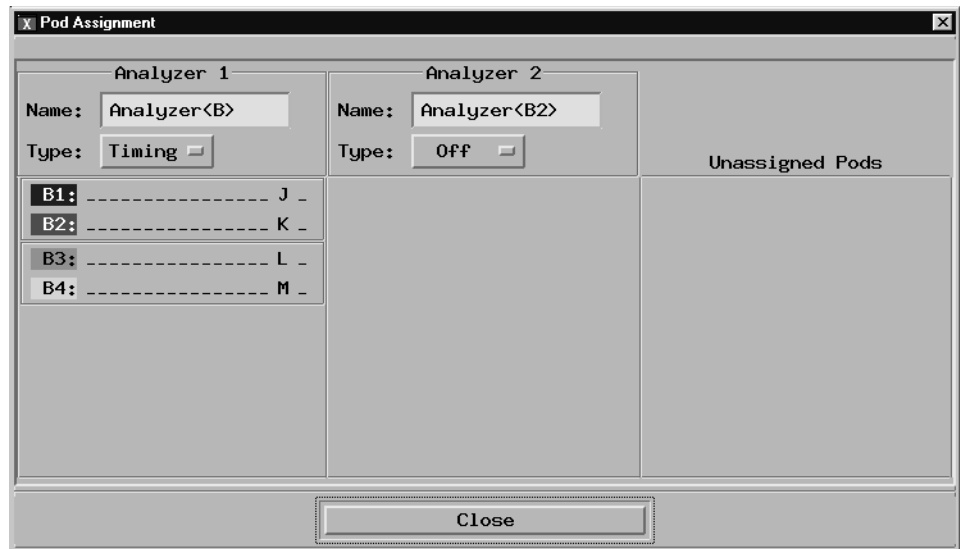 X Pod Assignment X
Analyzer 1
Name: Analyzer<B>
Type: Timing
Analyzer 2
Name: Analyzer<B2>
Type: Off
Unassigned Pods
B1: ________________ J _
B2: ________________ K _
B3: ________________ L _
B4: ________________ M _
Close